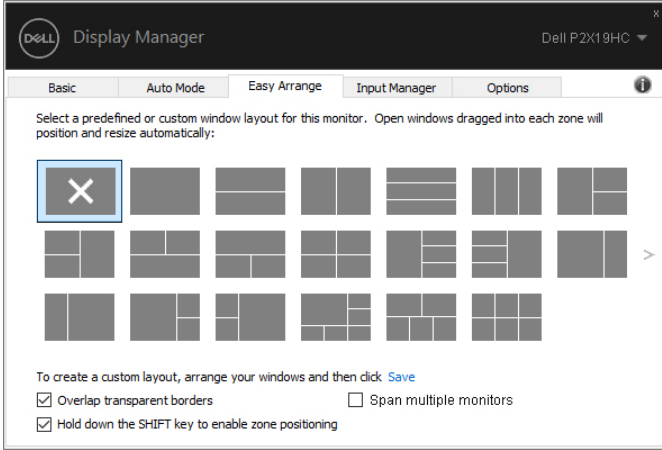 x
DELL Display Manager Dell P2X19HC
Basic Auto Mode Easy Arrange Input Manager Options i
Select a predefined or custom window layout for this monitor. Open windows dragged into each zone will
position and resize automatically:
>
To create a custom layout, arrange your windows and then click Save
Overlap transparent borders Span multiple monitors
Hold down the SHIFT key to enable zone positioning